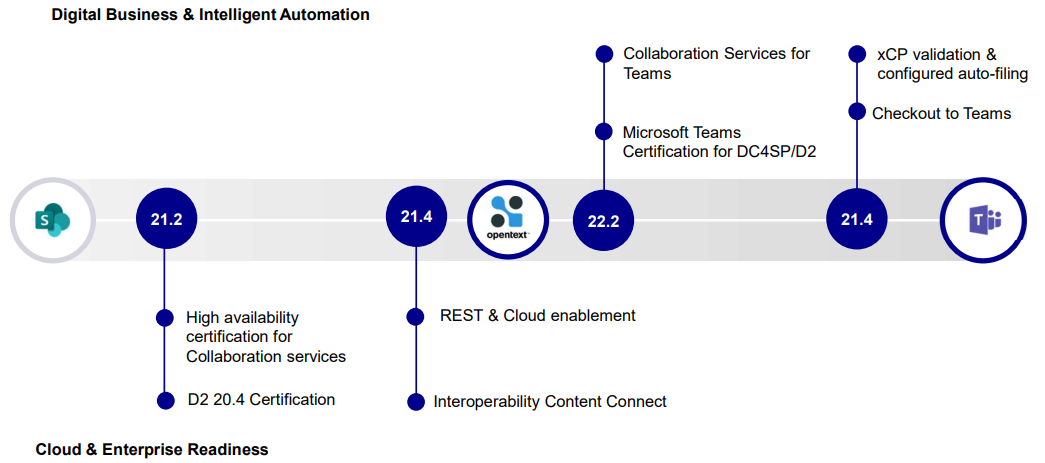 Digital Business & Intelligent Automation
Collaboration Services for
Teams
xCP validation &
configured auto-filing
Checkout to Teams
Microsoft Teams
Certification for DC4SP/D2
S
21.2
21.4
opentext™
22.2
21.4
T
High availability
certification for
Collaboration services
REST & Cloud enablement
D2 20.4 Certification
Interoperability Content Connect
Cloud & Enterprise Readiness